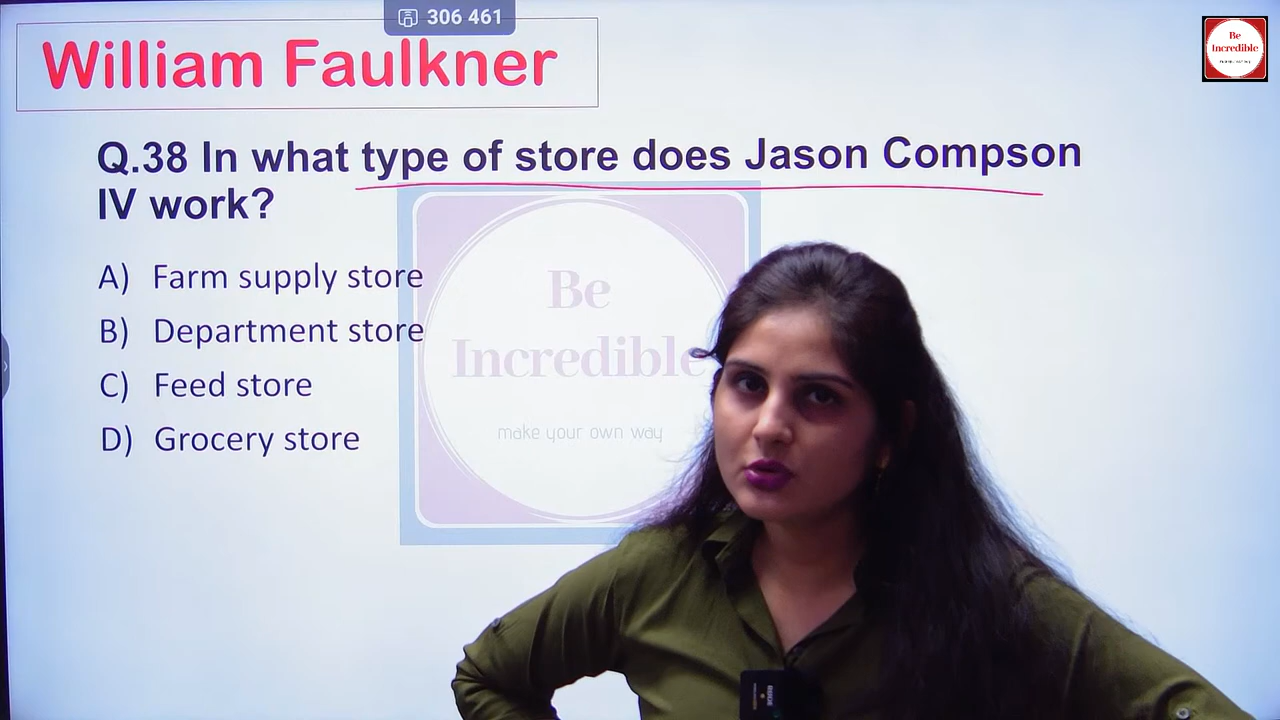 306 461
William Faulkner
Be
Incredible
Q.38 In what type of store does Jason Compson
IV work?
A) Farm supply store
B) Department store
C) Feed store
D) Grocery store
Be
Incredible
make your own way